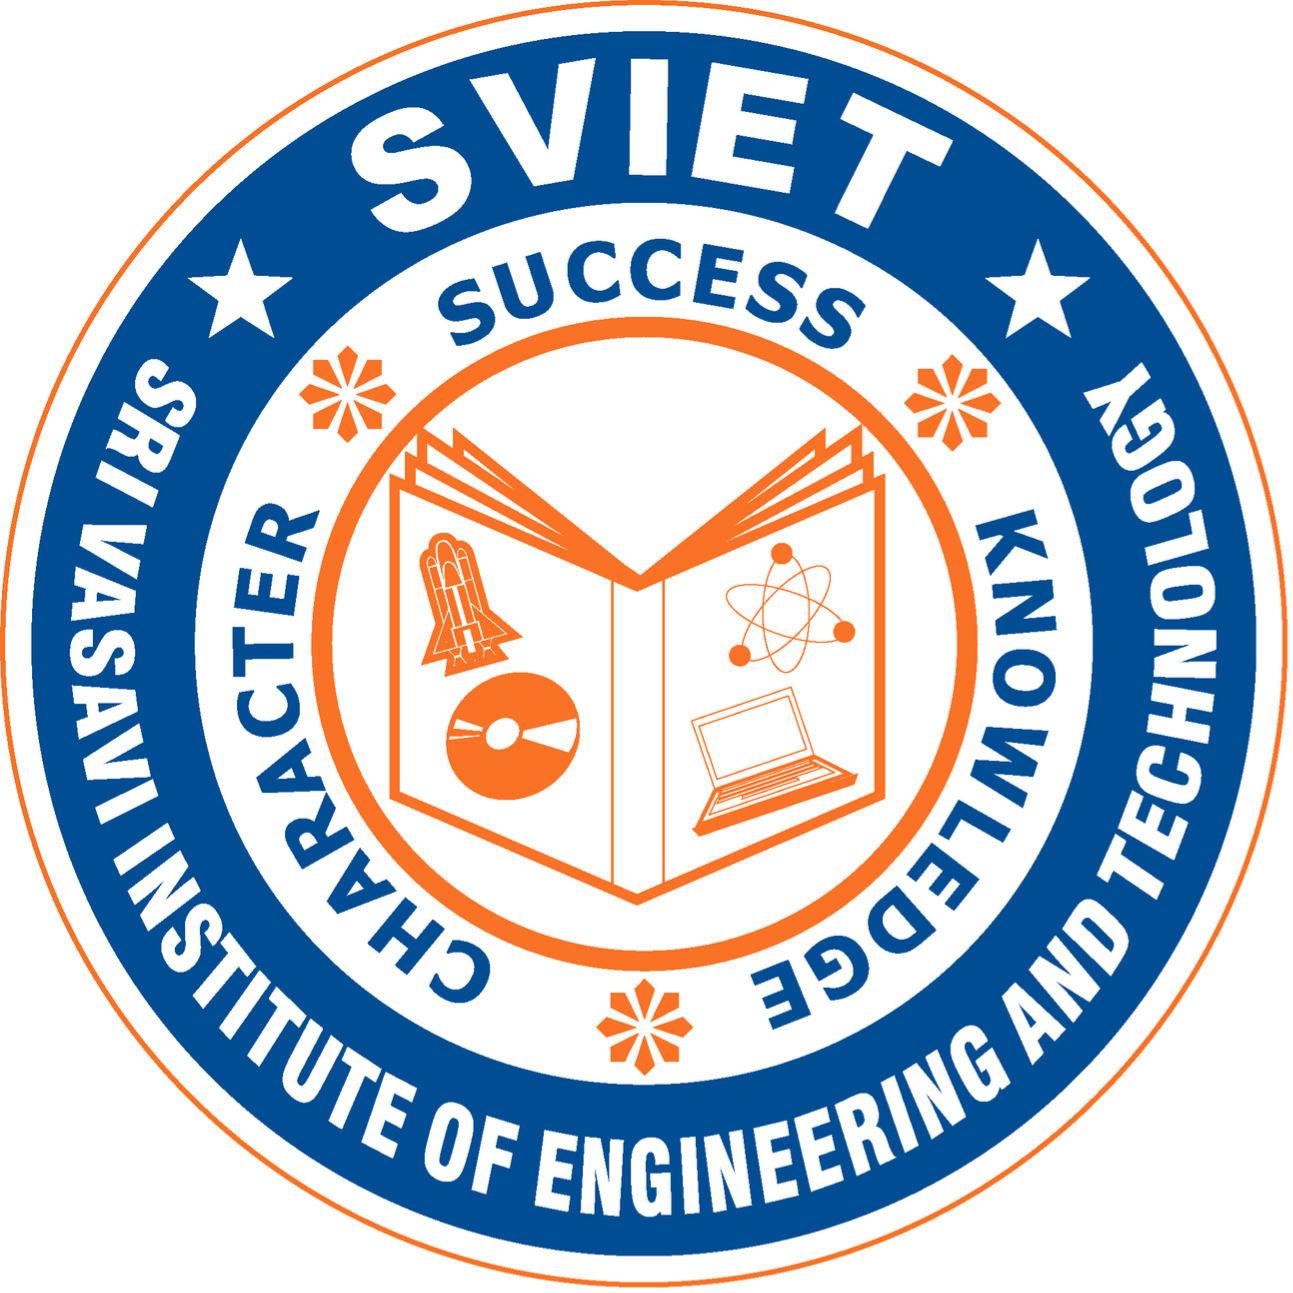 SVIET
SRI VASAVI INSTITUTE OF ENGINEERING AND TECHNOLOGY
SUCCESS
CHARACTER
KNOWLEDGE